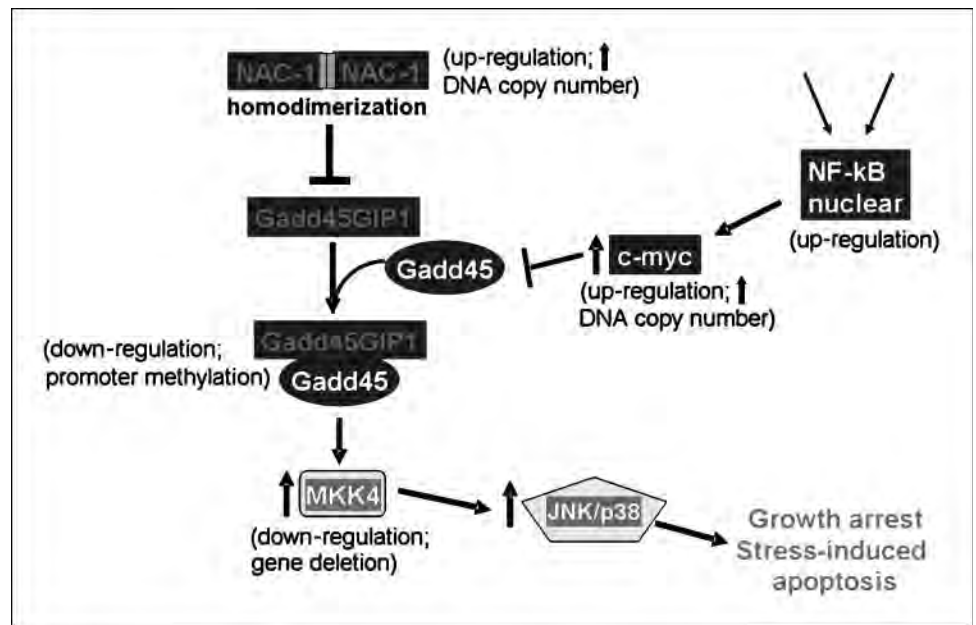 NAC-1 NAC-1
homodimerization
(up-regulation;
DNA copy number)
NF-kB
nuclear
(up-regulation)
Gadd45GIP1
Gadd45
c-myc
(up-regulation;
DNA copy number)
Gadd45GIP1
Gadd45
(down-regulation;
promoter methylation)
MKK4
(down-regulation;
gene deletion)
JNK/p38
Growth arrest
Stress-induced
apoptosis